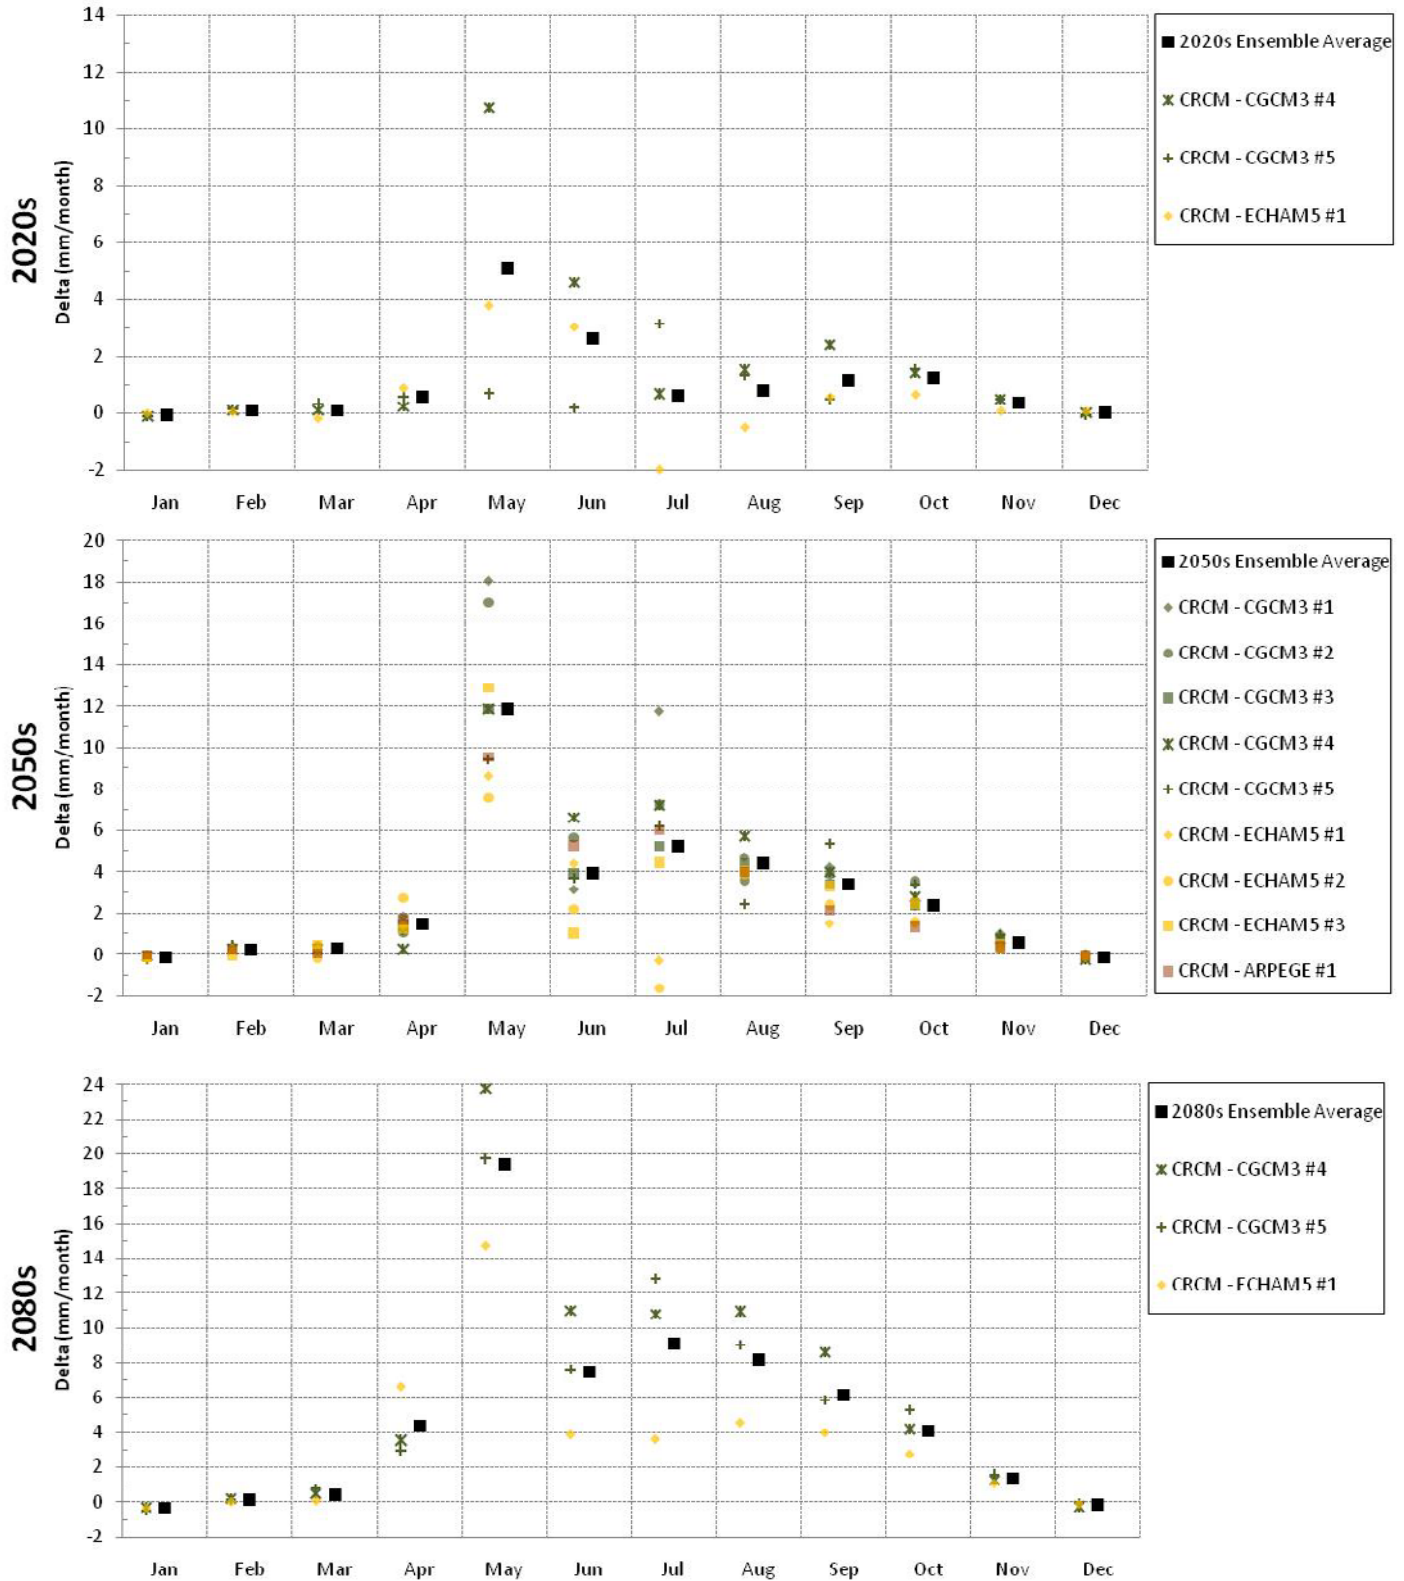 2020s
Delta (mm/month)
14
12
10
8
6
4
2
0
-2
Jan Feb Mar Apr May Jun Jul Aug Sep Oct Nov Dec
2020s Ensemble Average
CRCM - CGCM3 #4
CRCM - CGCM3 #5
CRCM - ECHAM5 #1
2050s
Delta (mm/month)
20
18
16
14
12
10
8
6
4
2
0
-2
Jan Feb Mar Apr May Jun Jul Aug Sep Oct Nov Dec
2050s Ensemble Average
CRCM - CGCM3 #1
CRCM - CGCM3 #2
CRCM - CGCM3 #3
CRCM - CGCM3 #4
CRCM - CGCM3 #5
CRCM - ECHAM5 #1
CRCM - ECHAM5 #2
CRCM - ECHAM5 #3
CRCM - ARPEGE #1
2080s
Delta (mm/month)
24
22
20
18
16
14
12
10
8
6
4
2
0
-2
Jan Feb Mar Apr May Jun Jul Aug Sep Oct Nov Dec
2080s Ensemble Average
CRCM - CGCM3 #4
CRCM - CGCM3 #5
CRCM - ECHAM5 #1